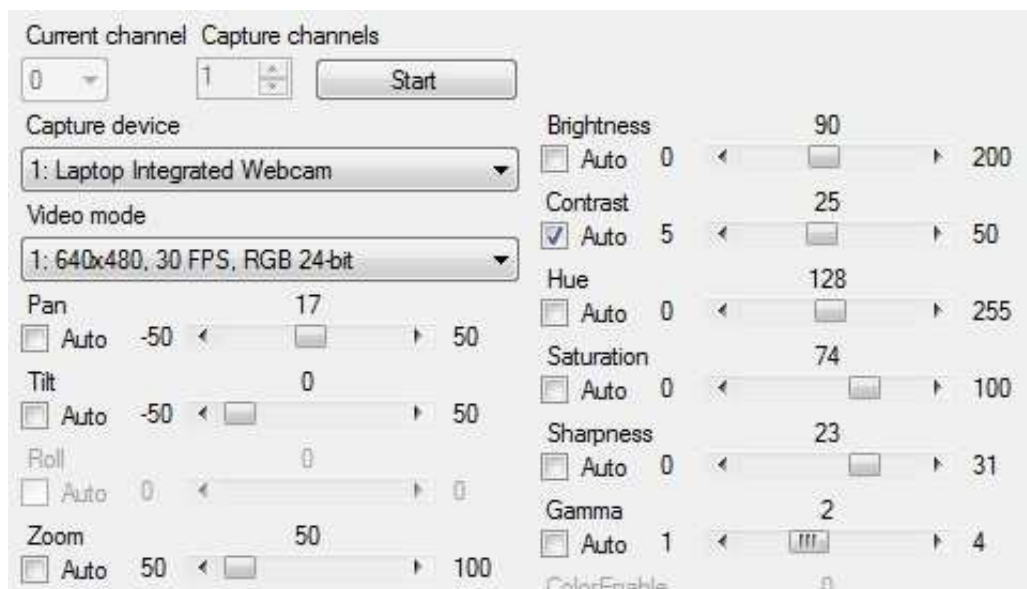 Current channel Capture channels
0 1 Start
Capture device
1: Laptop Integrated Webcam
Video mode
1: 640x480, 30 FPS, RGB 24-bit
Pan 17
Auto -50 50
Tilt 0
Auto -50 50
Roll 0
Auto 0 0
Zoom 50
Auto 50 100
Brightness 90
Auto 0 200
Contrast 25
Auto 5 50
Hue 128
Auto 0 255
Saturation 74
Auto 0 100
Sharpness 23
Auto 0 31
Gamma 2
Auto 1 4
ColorEnable 0